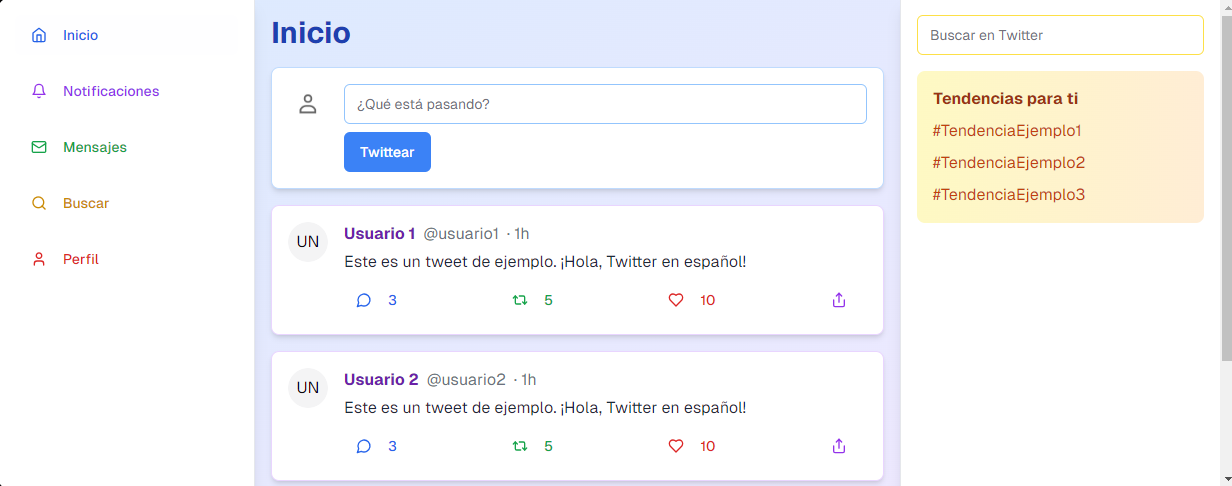 Inicio
Notificaciones
Mensajes
Buscar
Perfil
Inicio
¿Qué está pasando?
Twittear
UN
Usuario 1 @usuario1 · 1h
Este es un tweet de ejemplo. ¡Hola, Twitter en español!
3 5 10
UN
Usuario 2 @usuario2 · 1h
Este es un tweet de ejemplo. ¡Hola, Twitter en español!
3 5 10
Buscar en Twitter
Tendencias para ti
#TendenciaEjemplo1
#TendenciaEjemplo2
#TendenciaEjemplo3